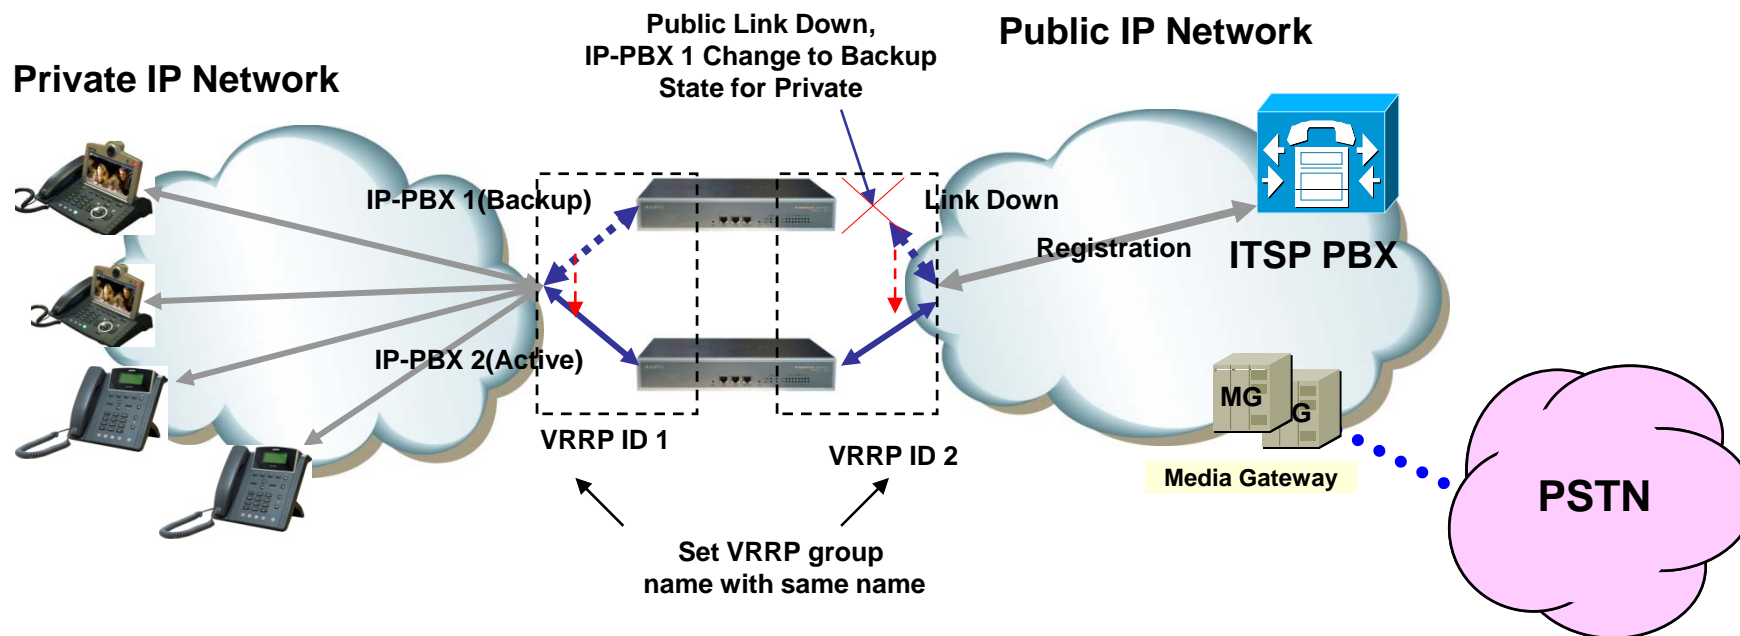 Public Link Down,
IP-PBX 1 Change to Backup
State for Private
Public IP Network
Private IP Network
IP-PBX 1(Backup)
Link Down
Registration
ITSP PBX
IP-PBX 2(Active)
VRRP ID 1
VRRP ID 2
MG
G
Media Gateway
PSTN
Set VRRP group
name with same name